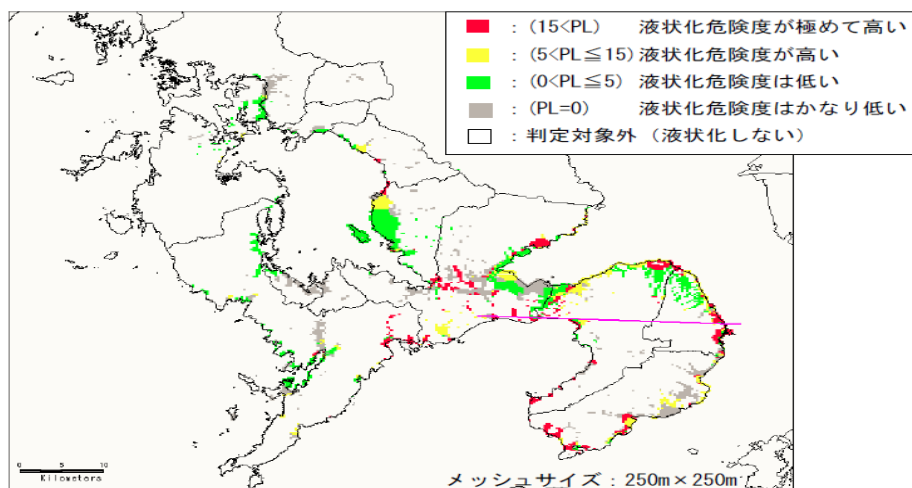 : (15<PL) 液状化危険度が極めて高い
: (5<PL≦15) 液状化危険度が高い
: (0<PL≦5) 液状化危険度は低い
: (PL=0) 液状化危険度はかなり低い
: 判定対象外 (液状化しない)
0 5 10
Kilometers
メッシュサイズ：250m×250m